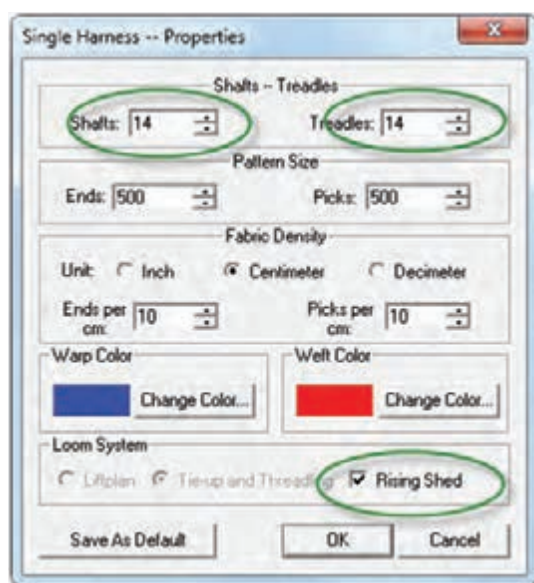 Single Harness -- Properties
Shafts -- Treadles
Shafts: 14 Treadles: 14
Pattern Size
Ends: 500 Picks: 500
Fabric Density
Unit: Inch Centimeter Decimeter
Ends per cm: 10 Picks per cm: 10
Warp Color Weft Color
Change Color... Change Color...
Loom System
Liftplan Tie-up and Threading Rising Shed
Save As Default OK Cancel